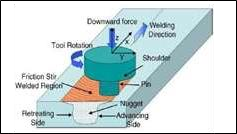 Downward force
Welding
Direction
Tool Rotation
Z
X
Y
Shoulder
Friction Stir
Welded Region
Pin
Nugget
Retreating
Side
Advancing
Side